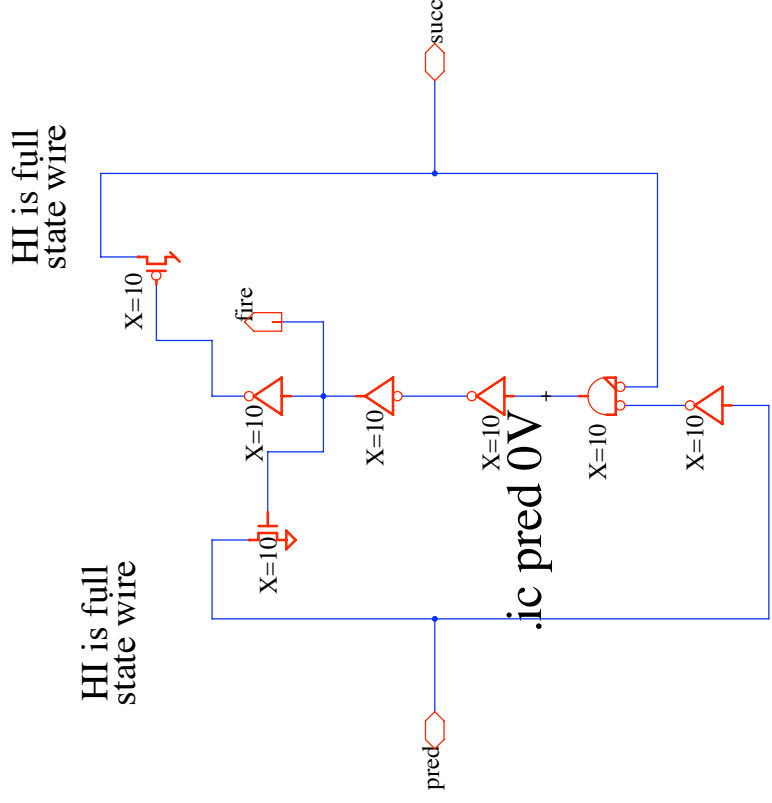 HI is full
state wire
HI is full
state wire
succ
X=10
fire
X=10
X=10
X=10
X=10
X=10
X=10
.ic pred 0V
pred